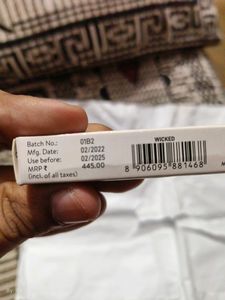 Batch No.: 01B2
Mfg. Date: 02/2022
Use before: 02/2025
MRP ₹ 445.00
(incl. of all taxes)
WICKED
8 906095 881468